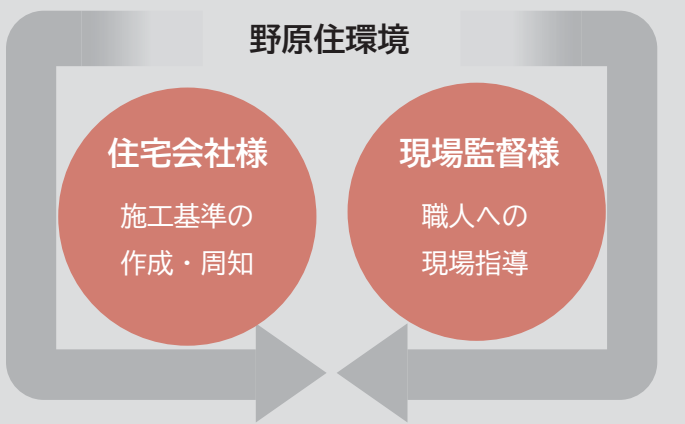 野原住環境
住宅会社様
施工基準の
作成・周知
現場監督様
職人への
現場指導